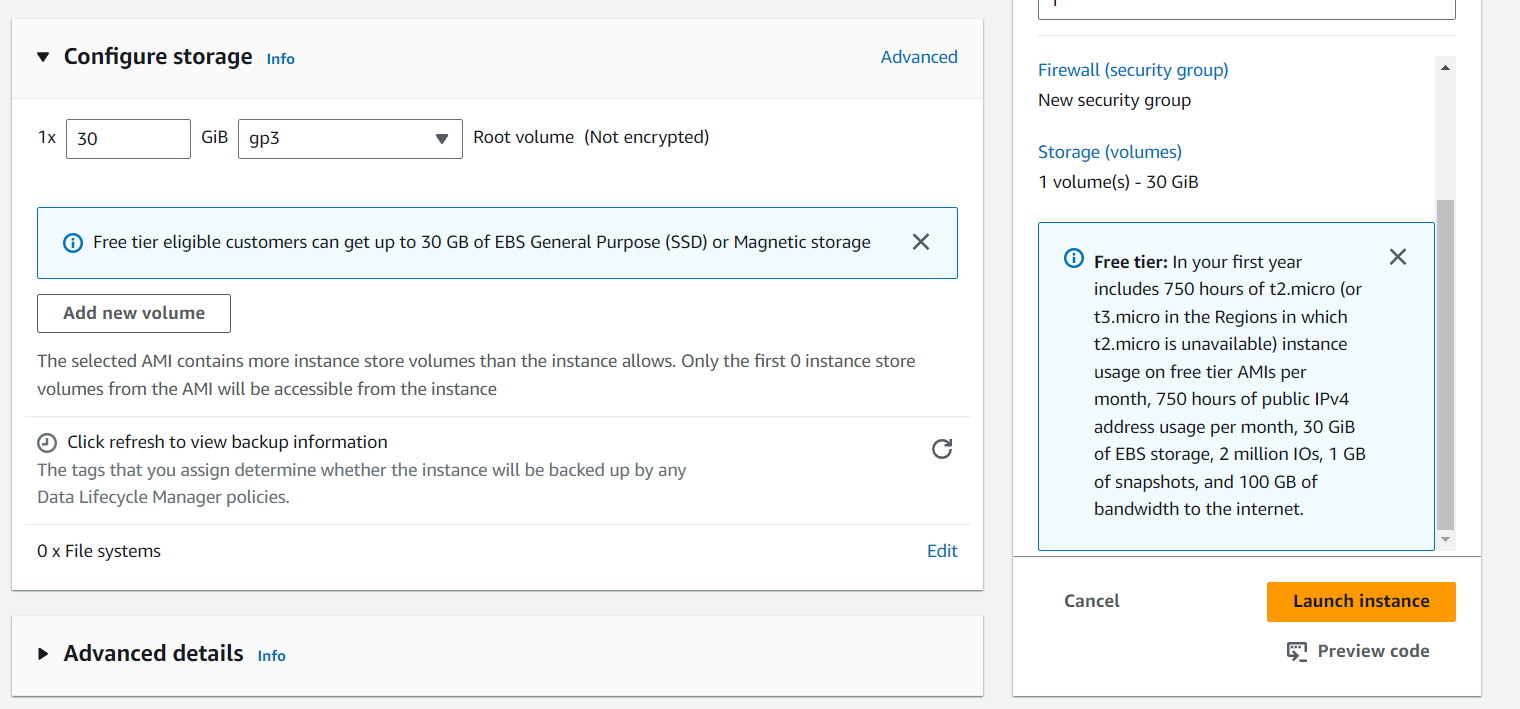 Configure storage Info
Advanced
1x 30 GiB gp3 Root volume (Not encrypted)
Free tier eligible customers can get up to 30 GB of EBS General Purpose (SSD) or Magnetic storage
Add new volume
The selected AMI contains more instance store volumes than the instance allows. Only the first 0 instance store
volumes from the AMI will be accessible from the instance
Click refresh to view backup information
The tags that you assign determine whether the instance will be backed up by any
Data Lifecycle Manager policies.
0 x File systems
Edit
Advanced details Info
Firewall (security group)
New security group
Storage (volumes)
1 volume(s) - 30 GiB
Free tier: In your first year
includes 750 hours of t2.micro (or
t3.micro in the Regions in which
t2.micro is unavailable) instance
usage on free tier AMIs per
month, 750 hours of public IPv4
address usage per month, 30 GiB
of EBS storage, 2 million IOs, 1 GB
of snapshots, and 100 GB of
bandwidth to the internet.
Cancel
Launch instance
Preview code